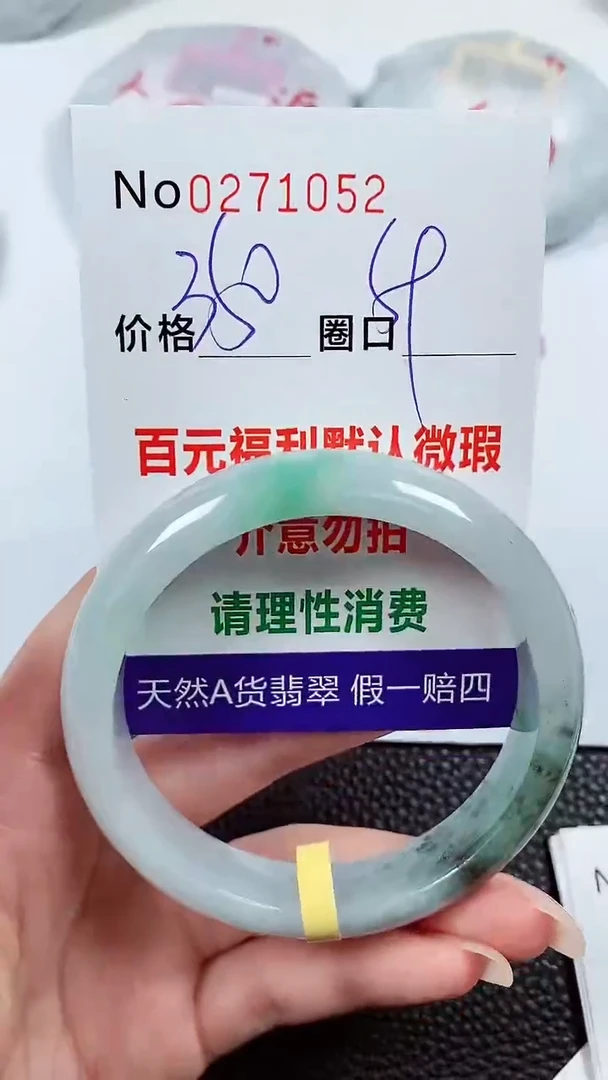 No0271052
价格 350 圈口
百元福利默认微瑕
介意勿拍
请理性消费
天然A货翡翠 假一赔四